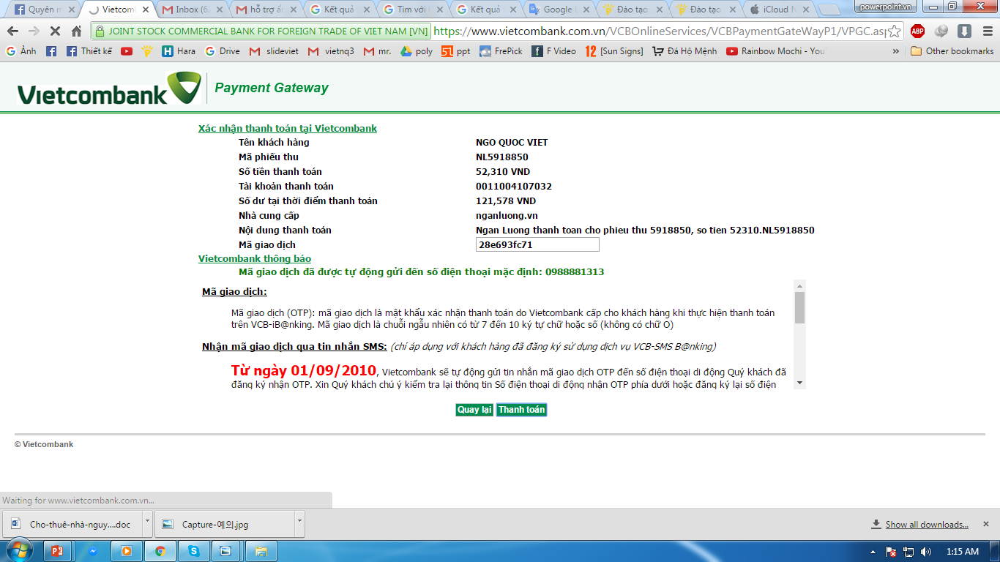 Quyên m
Vietcomb
Inbox (6
hỗ trợ ẩ
Kết quả
Tìm với
Kết quả
Google
Đào tạo
Đào tạo
iCloud
powerpoint.vn
JOINT STOCK COMMERCIAL BANK FOR FOREIGN TRADE OF VIET NAM [VN] https://www.vietcombank.com.vn/VCBOnlineServices/VCBPaymentGateWayP1/VPGC.asp
ABP
Ảnh Thiết kế Hara Drive slideviet vietnq3 mr. poly ppt FrePick F Video [Sun Signs] Đá Hộ Mệnh Rainbow Mochi - You » Other bookmarks
Vietcombank Payment Gateway
Xác nhận thanh toán tại Vietcombank
Tên khách hàng NGO QUOC VIET
Mã phiếu thu NL5918850
Số tiền thanh toán 52,310 VND
Tài khoản thanh toán 0011004107032
Số dư tại thời điểm thanh toán 121,578 VND
Nhà cung cấp nganluong.vn
Nội dung thanh toán Ngan Luong thanh toan cho phieu thu 5918850, so tien 52310.NL5918850
Mã giao dịch 28e693fc71
Vietcombank thông báo
Mã giao dịch đã được tự động gửi đến số điện thoại mặc định: 0988881313
Mã giao dịch:
Mã giao dịch (OTP): mã giao dịch là mật khẩu xác nhận thanh toán do Vietcombank cấp cho khách hàng khi thực hiện thanh toán
trên VCB-iB@nking. Mã giao dịch là chuỗi ngẫu nhiên có từ 7 đến 10 ký tự chữ hoặc số (không có chữ O)
Nhận mã giao dịch qua tin nhắn SMS: (chỉ áp dụng với khách hàng đã đăng ký sử dụng dịch vụ VCB-SMS B@nking)
Từ ngày 01/09/2010, Vietcombank sẽ tự động gửi tin nhắn mã giao dịch OTP đến số điện thoại di động Quý khách đã
đăng ký nhận OTP. Xin Quý khách chú ý kiểm tra lại thông tin Số điện thoại di động nhận OTP phía dưới hoặc đăng ký lại số điện
Quay lại Thanh toán
© Vietcombank
Waiting for www.vietcombank.com.vn...
Cho-thuê-nhà-nguy....doc Capture-예의.jpg Show all downloads...
1:15 AM